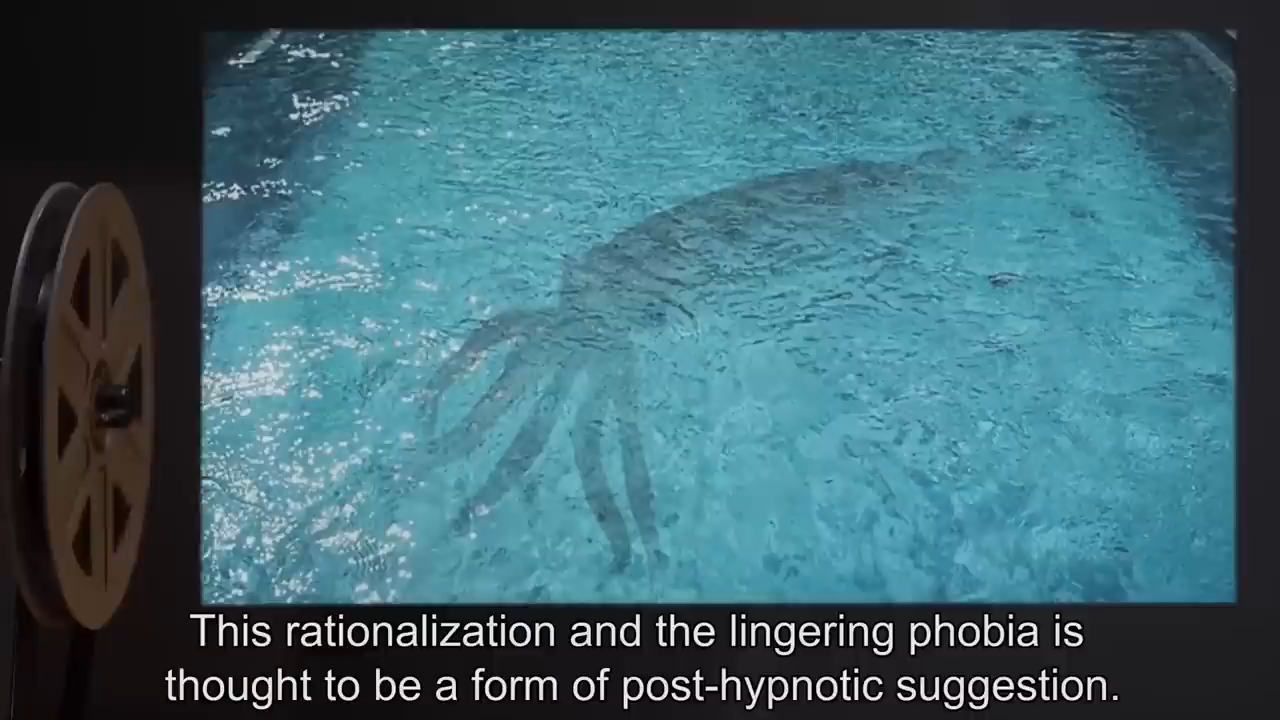 This rationalization and the lingering phobia is
thought to be a form of post-hypnotic suggestion.